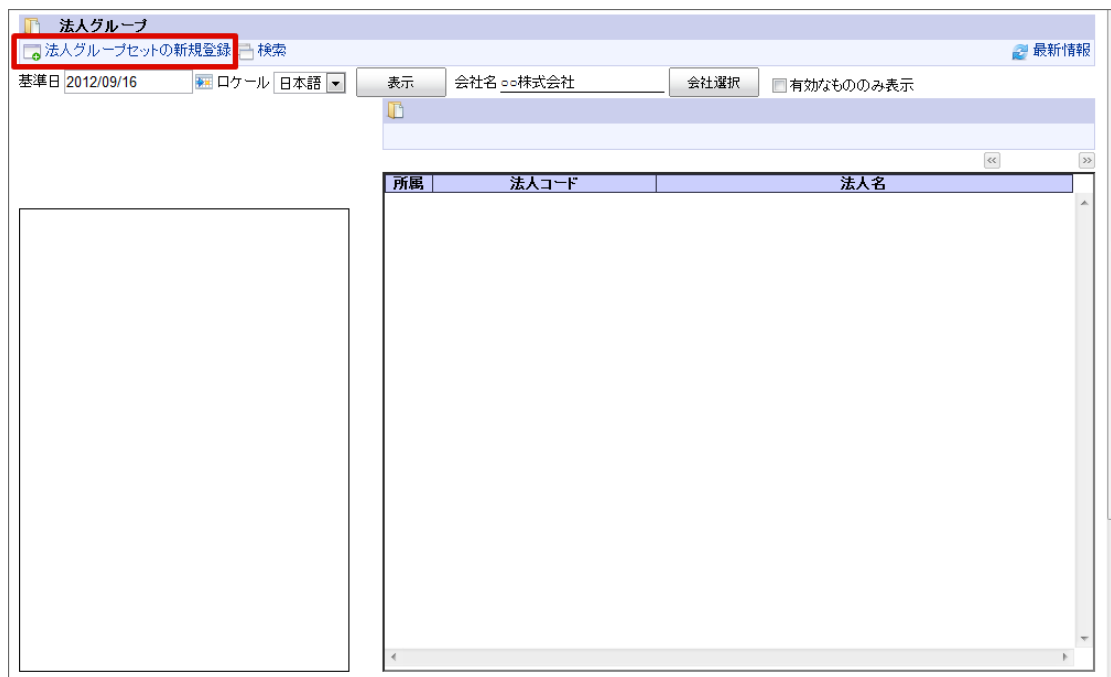 法人グループ
法人グループセットの新規登録 検索 最新情報
基準日 2012/09/16 ロケール 日本語 表示 会社名 ○○株式会社 会社選択 有効なもののみ表示
<< >>
所属 法人コード 法人名